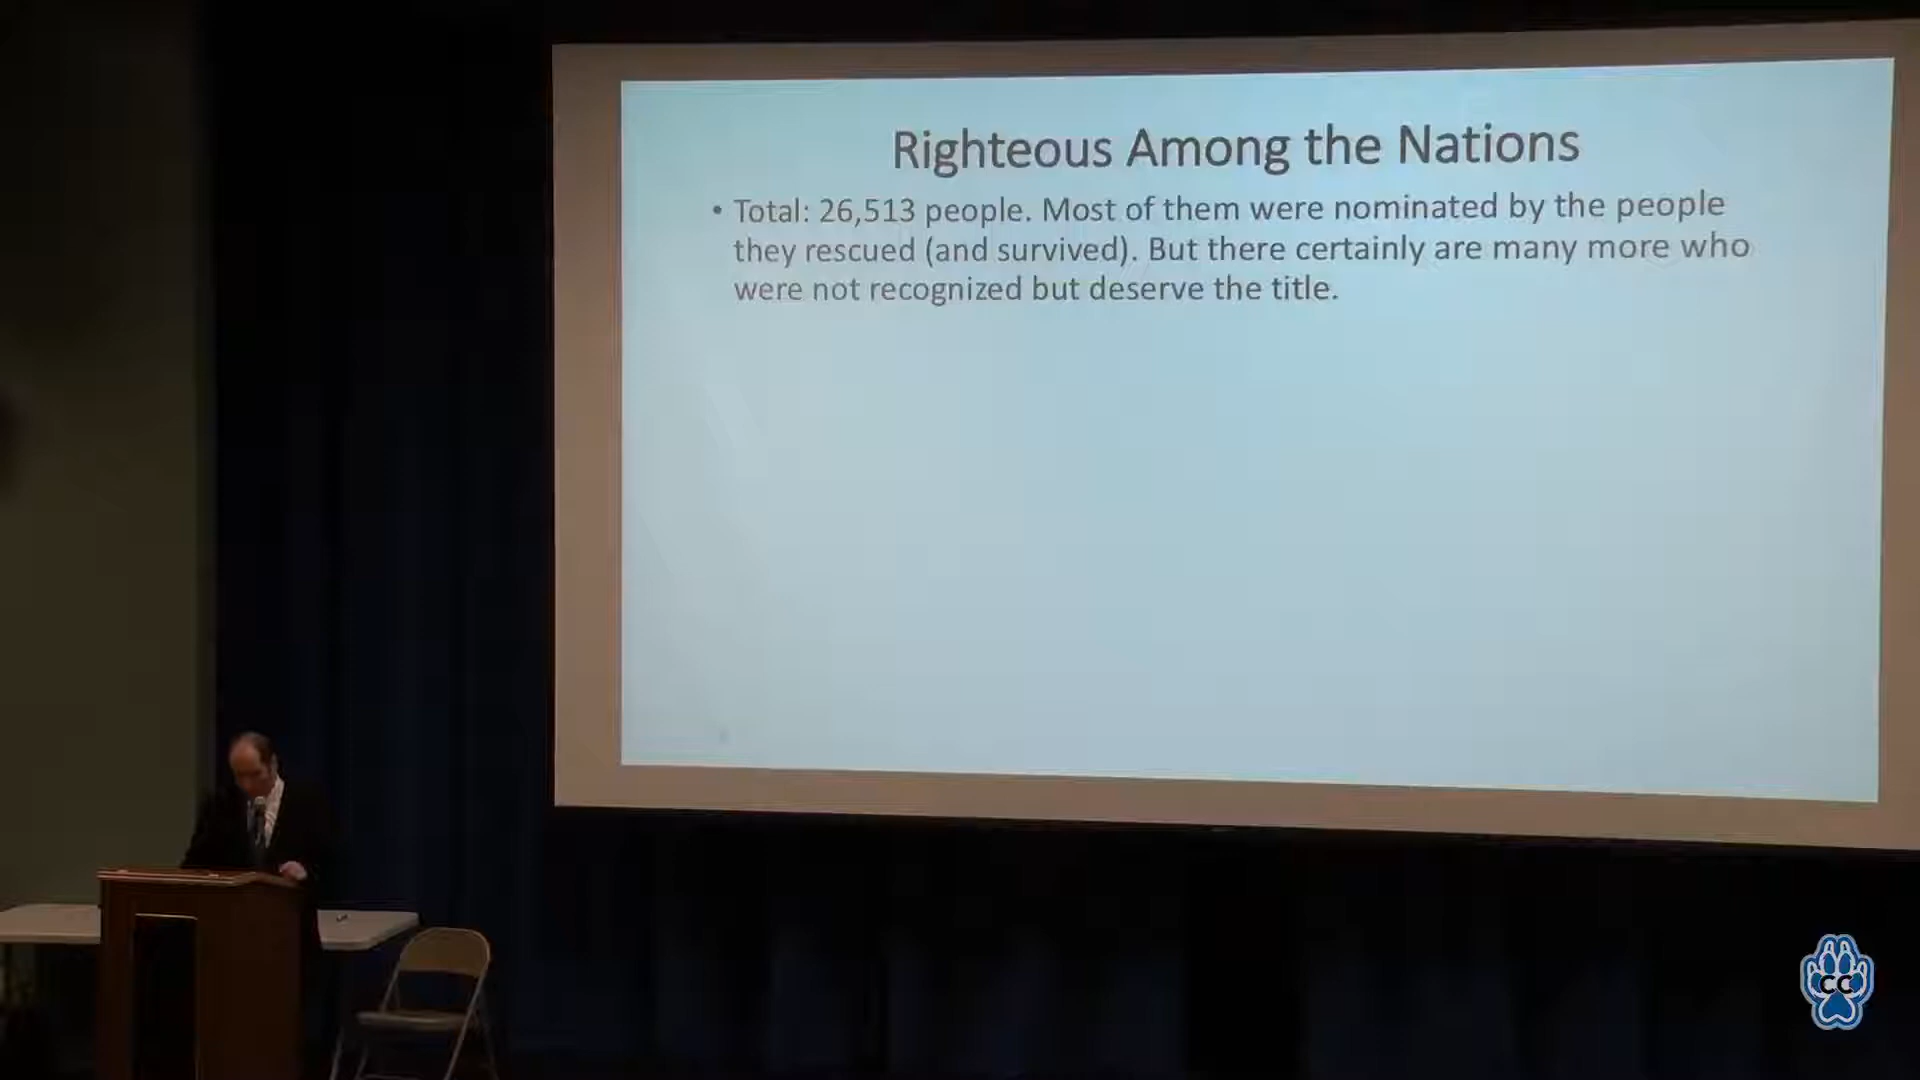 Righteous Among the Nations
• Total: 26,513 people. Most of them were nominated by the people
they rescued (and survived). But there certainly are many more who
were not recognized but deserve the title.
CC